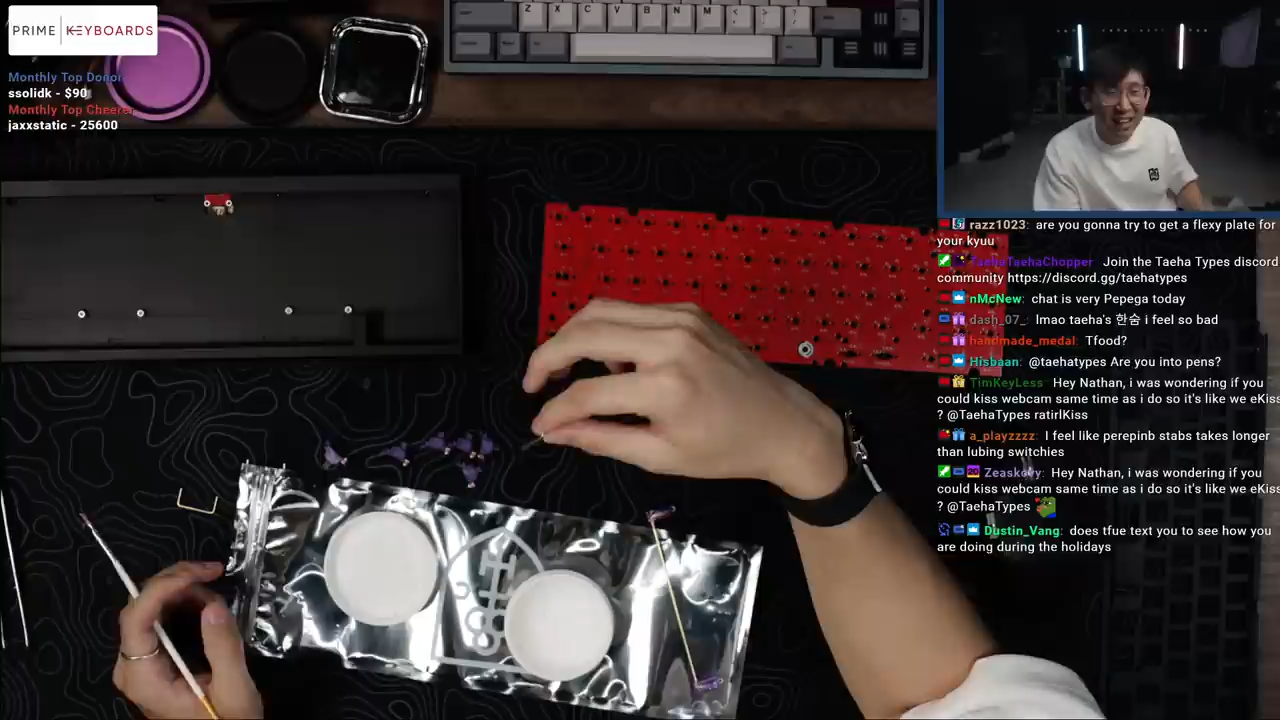 PRIME KEYBOARDS
Monthly Top Donor
ssolidk - $90
Monthly Top Cheerer
jaxxstatic - 25600
Z X C V B N M
razz1023: are you gonna try to get a flexy plate for
your kyuu
TaehaTaehaChopper Join the Taeha Types discord
community https://discord.gg/taehatypes
nMcNew: chat is very Pepega today
dash_07_: lmao taeha's 한숨 i feel so bad
handmade_medal: Tfood?
Hisbaan: @taehatypes Are you into pens?
TimKeyLess: Hey Nathan, i was wondering if you
could kiss webcam same time as i do so it's like we eKiss
? @TaehaTypes ratirlKiss
a_playzzzz: I feel like perepinb stabs takes longer
than lubing switchies
Hey Nathan, i was wondering if you
could kiss webcam same time as i do so it's like we eKiss
? @TaehaTypes
Dustin_Vang: does tfue text you to see how you
are doing during the holidays